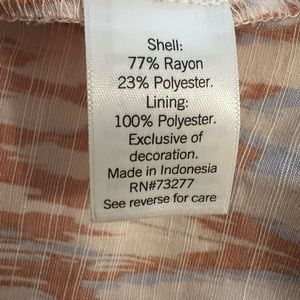 Shell:
77% Rayon
23% Polyester.
Lining:
100% Polyester.
Exclusive of
decoration.
Made in Indonesia
RN#73277
See reverse for care